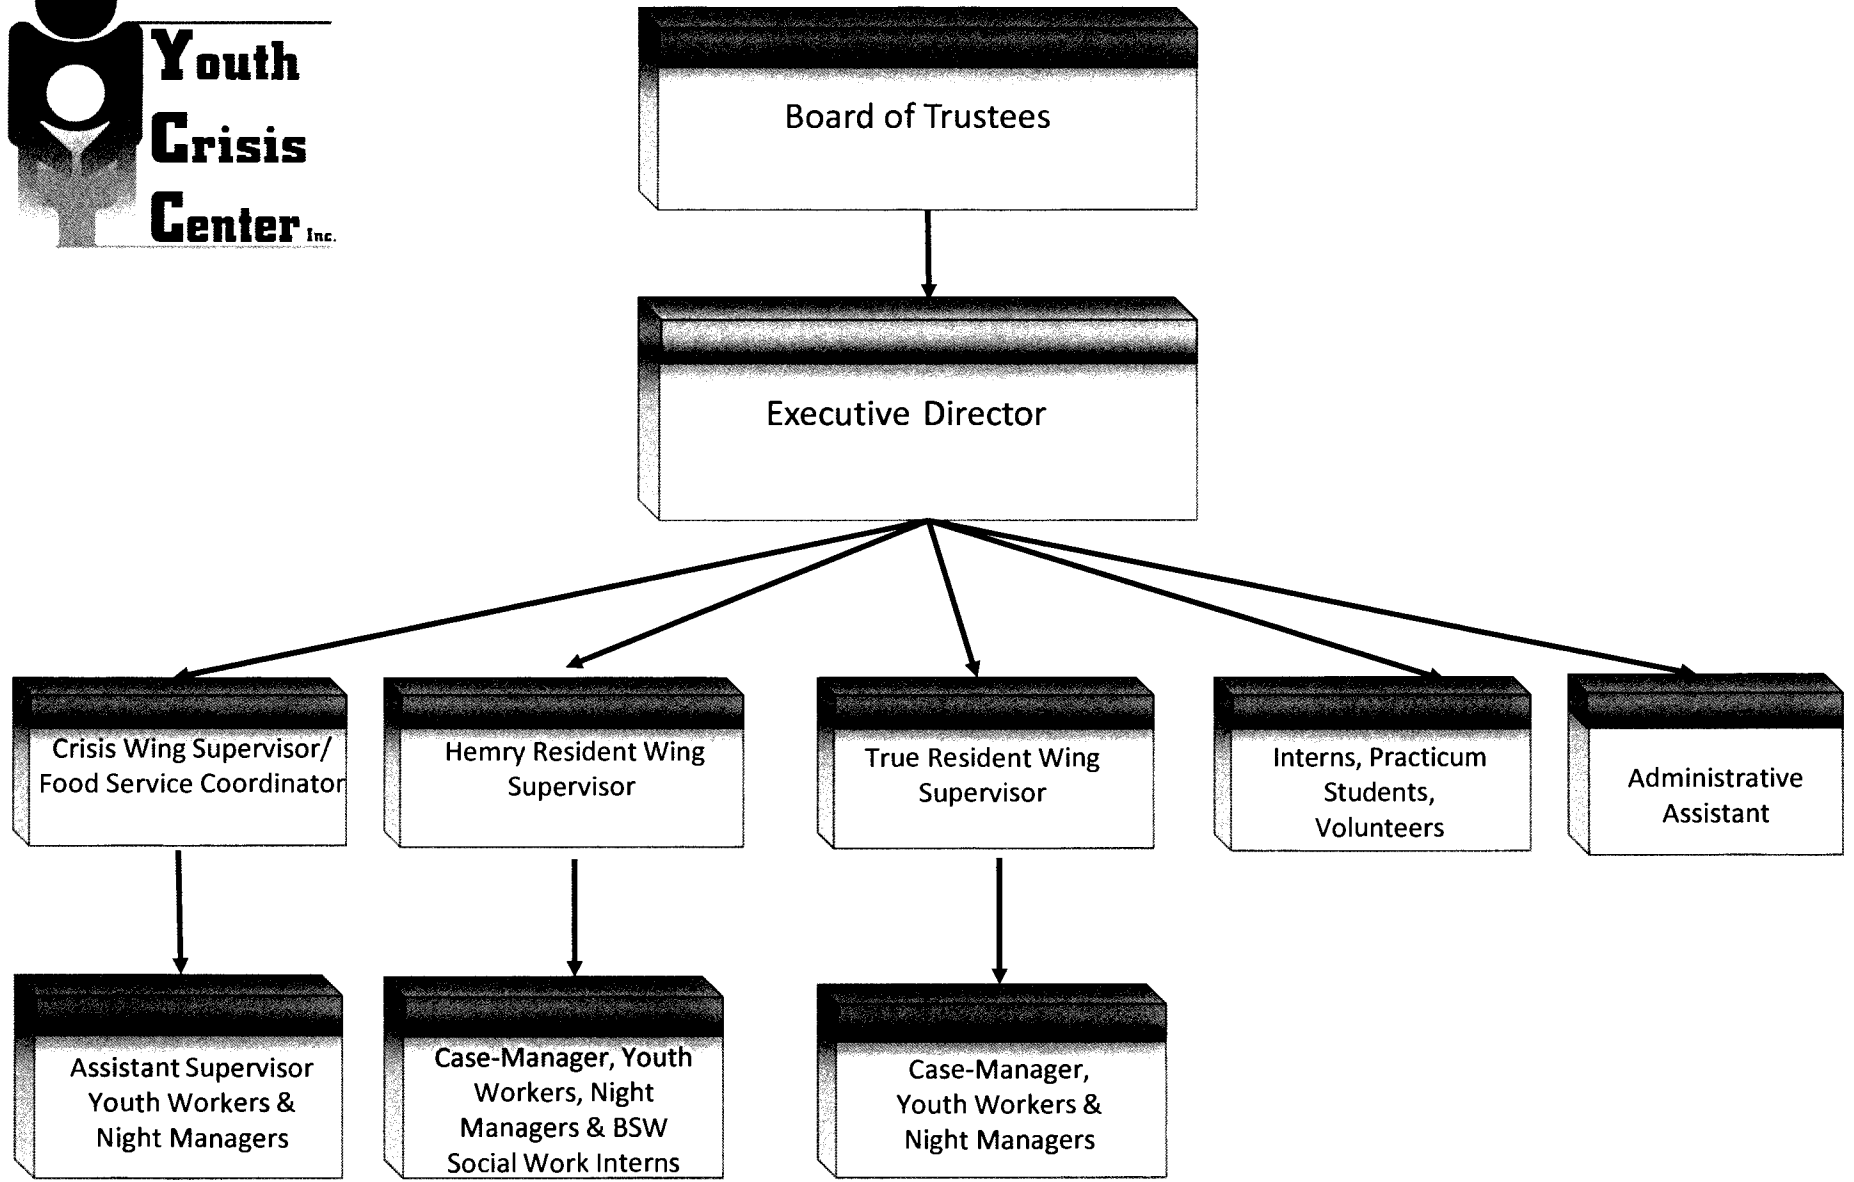 Youth
Crisis
Center Inc.
Board of Trustees
Executive Director
Crisis Wing Supervisor/
Food Service Coordinator
Hemry Resident Wing
Supervisor
True Resident Wing
Supervisor
Interns, Practicum
Students,
Volunteers
Administrative
Assistant
Assistant Supervisor
Youth Workers &
Night Managers
Case-Manager, Youth
Workers, Night
Managers & BSW
Social Work Interns
Case-Manager,
Youth Workers &
Night Managers